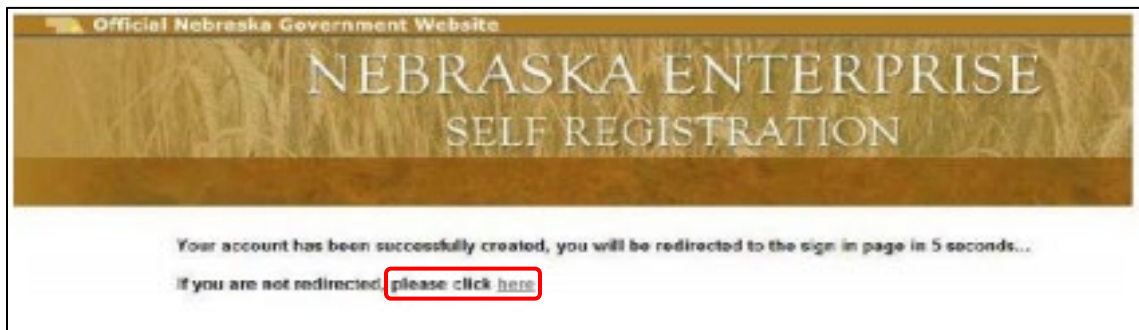 Official Nebraska Government Website
NEBRASKA ENTERPRISE
SELF REGISTRATION
Your account has been successfully created, you will be redirected to the sign in page in 5 seconds...
If you are not redirected, please click here